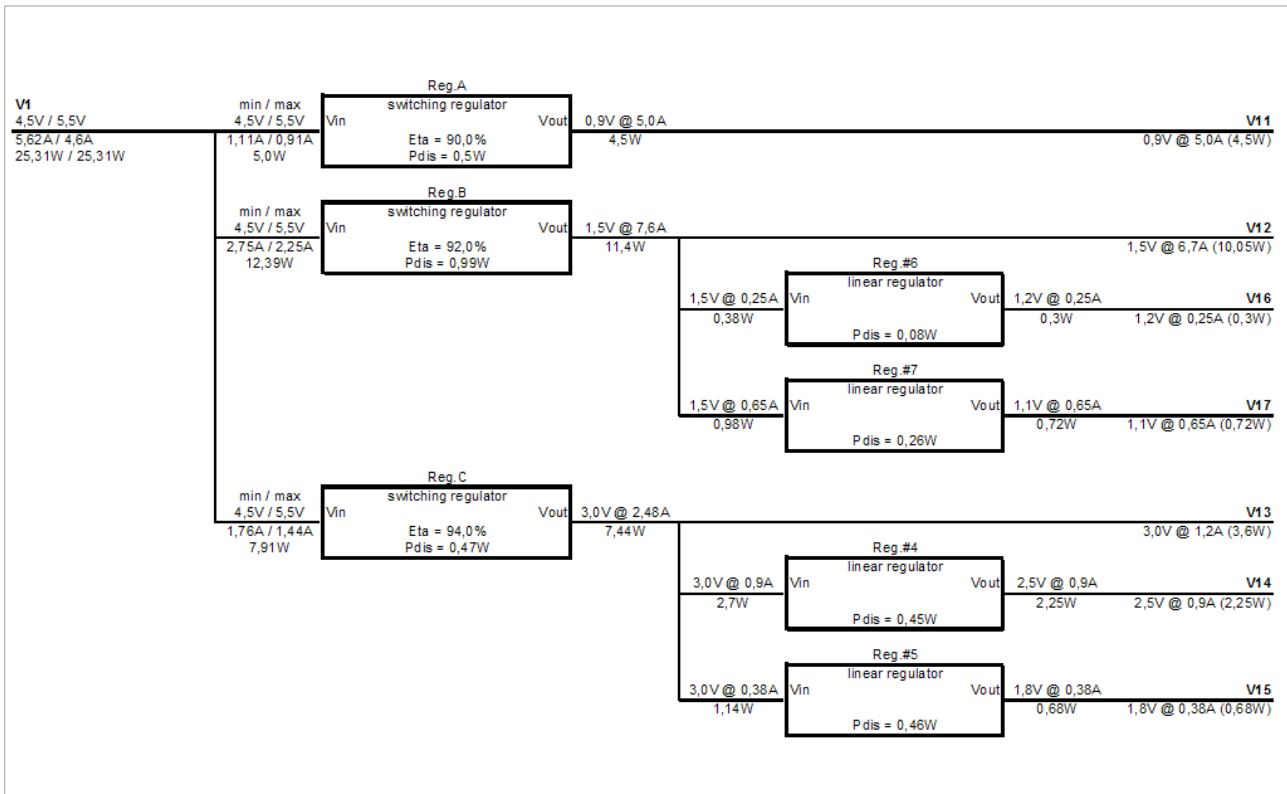 V1
4,5V / 5,5V
5,62A / 4,6A
25,31W / 25,31W
min / max
4,5V / 5,5V
1,11A / 0,91A
5,0W
Reg.A
switching regulator
Vin
Vout
Eta = 90,0%
Pdis = 0,5W
0,9V @ 5,0A
4,5W
V11
0,9V @ 5,0A (4,5W)
min / max
4,5V / 5,5V
2,75A / 2,25A
12,39W
Reg.B
switching regulator
Vin
Vout
Eta = 92,0%
Pdis = 0,99W
1,5V @ 7,6A
11,4W
V12
1,5V @ 6,7A (10,05W)
1,5V @ 0,25A
0,38W
Reg.#6
linear regulator
Vin
Vout
Pdis = 0,08W
1,2V @ 0,25A
0,3W
V16
1,2V @ 0,25A (0,3W)
1,5V @ 0,65A
0,98W
Reg.#7
linear regulator
Vin
Vout
Pdis = 0,26W
1,1V @ 0,65A
0,72W
V17
1,1V @ 0,65A (0,72W)
min / max
4,5V / 5,5V
1,76A / 1,44A
7,91W
Reg.C
switching regulator
Vin
Vout
Eta = 94,0%
Pdis = 0,47W
3,0V @ 2,48A
7,44W
V13
3,0V @ 1,2A (3,6W)
3,0V @ 0,9A
2,7W
Reg.#4
linear regulator
Vin
Vout
Pdis = 0,45W
2,5V @ 0,9A
2,25W
V14
2,5V @ 0,9A (2,25W)
3,0V @ 0,38A
1,14W
Reg.#5
linear regulator
Vin
Vout
Pdis = 0,46W
1,8V @ 0,38A
0,68W
V15
1,8V @ 0,38A (0,68W)